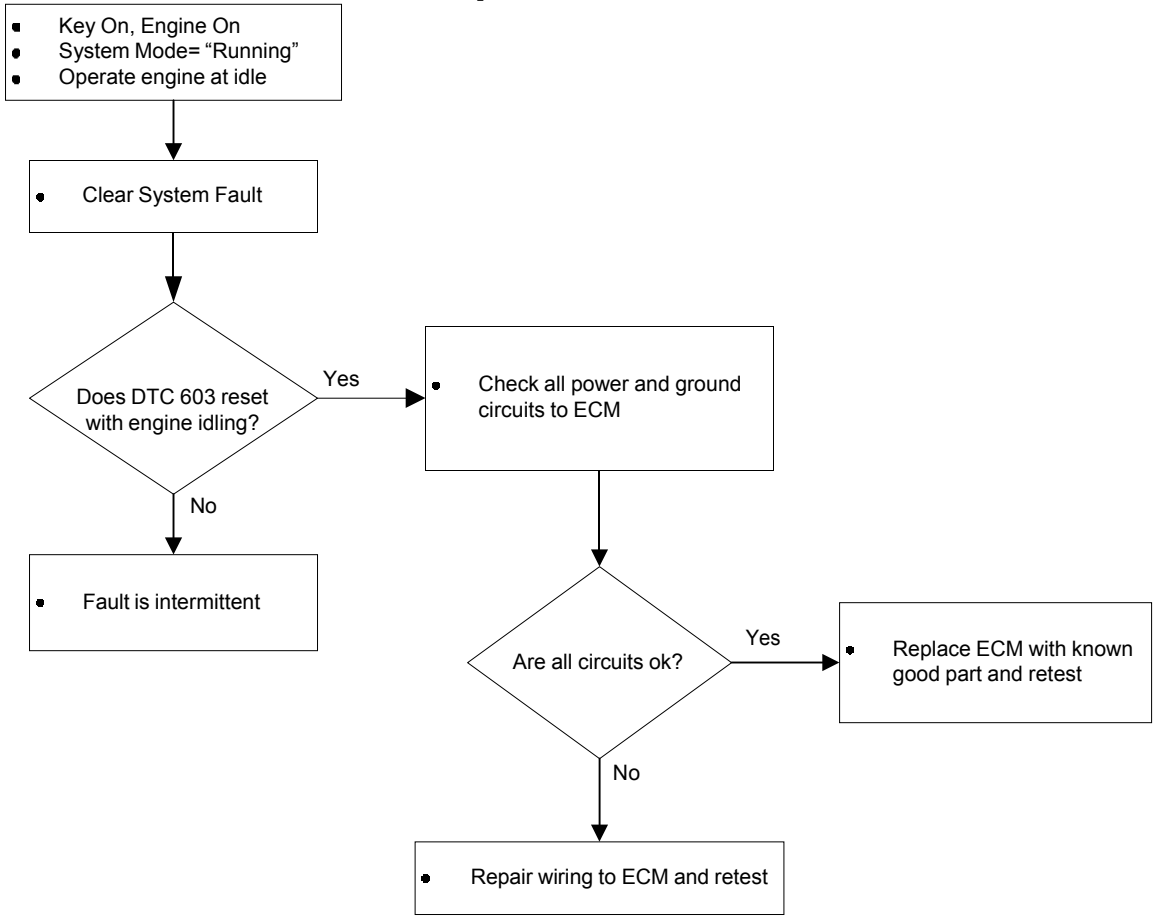 • Key On, Engine On
• System Mode= “Running”
• Operate engine at idle
• Clear System Fault
Does DTC 603 reset
with engine idling?
Yes
• Check all power and ground
circuits to ECM
No
• Fault is intermittent
Are all circuits ok?
Yes
• Replace ECM with known
good part and retest
No
• Repair wiring to ECM and retest